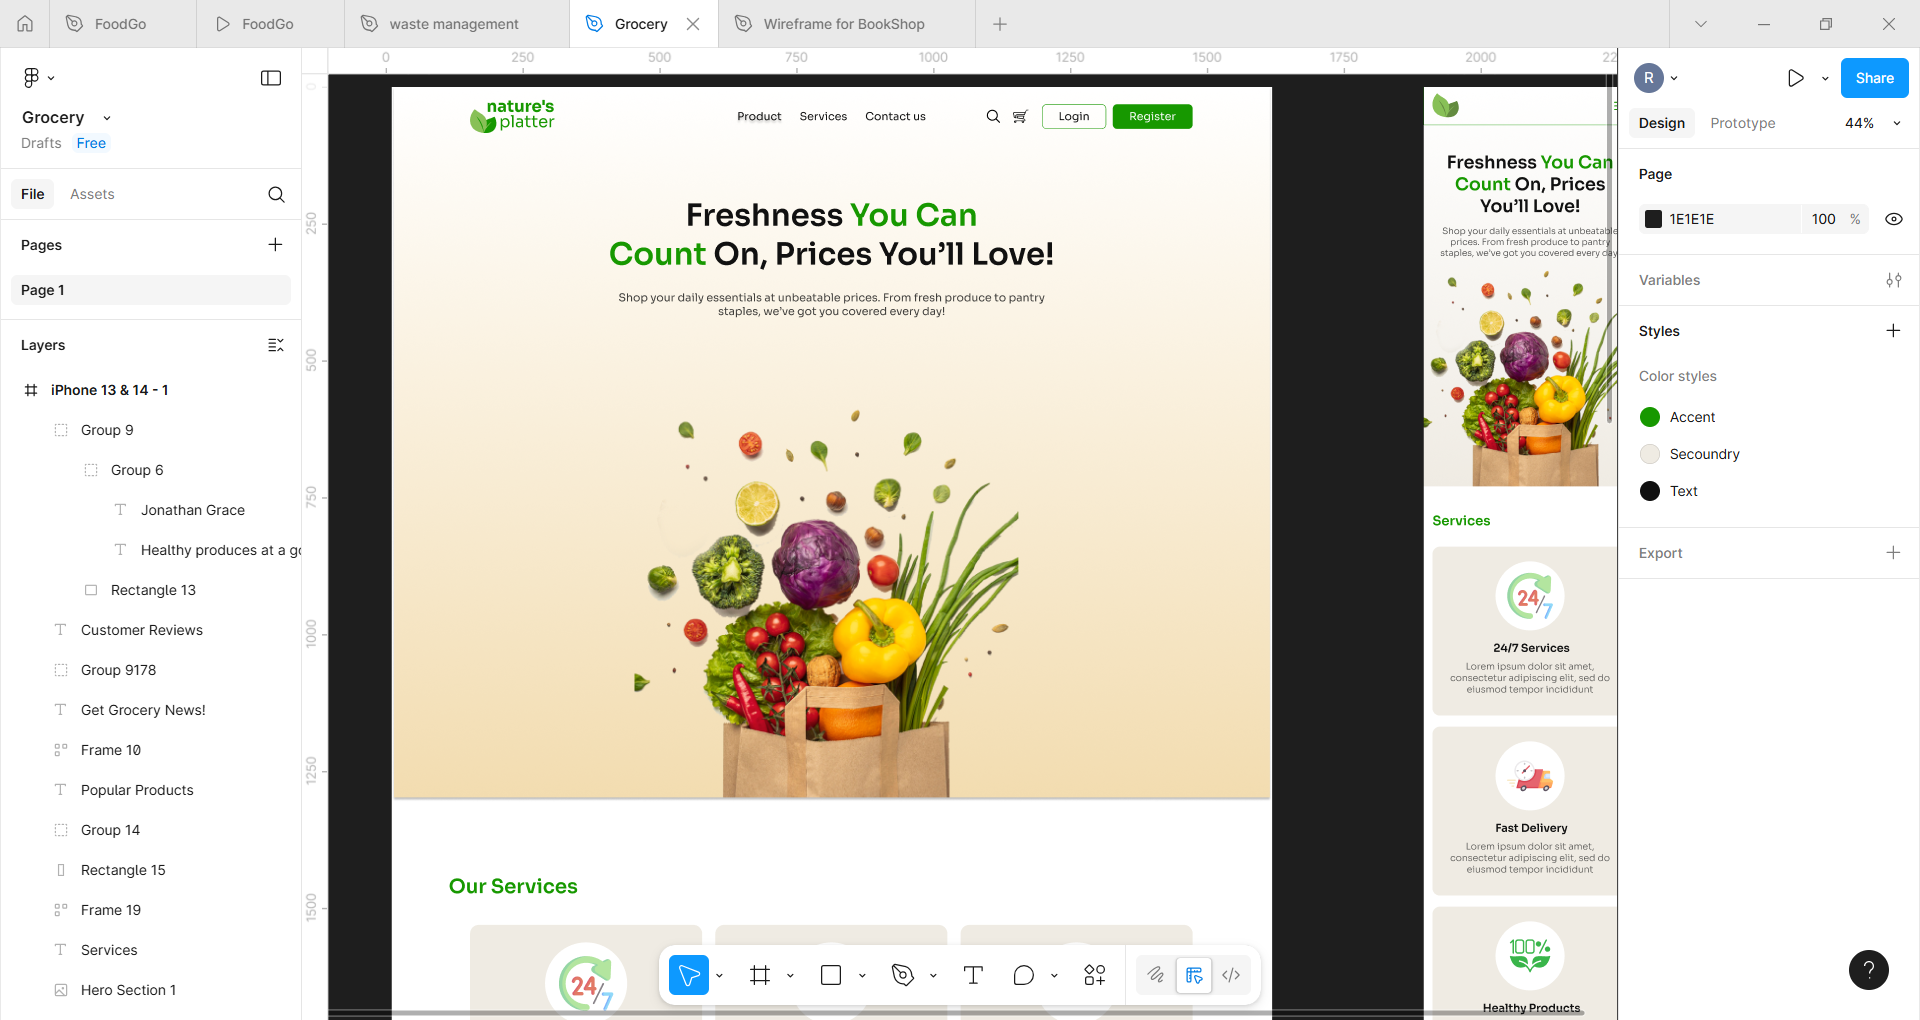 FoodGo
FoodGo
waste management
Grocery
Wireframe for BookShop
Grocery
Drafts
Free
File
Assets
Pages
Page 1
Layers
iPhone 13 & 14 - 1
Group 9
Group 6
Jonathan Grace
Healthy produces at a
Rectangle 13
Customer Reviews
Group 9178
Get Grocery News!
Frame 10
Popular Products
Group 14
Rectangle 15
Frame 19
Services
Hero Section 1
0
250
500
750
1000
1250
1500
1750
2000
0
250
500
750
1000
1250
1500
nature's
platter
Product
Services
Contact us
Login
Register
Freshness You Can
Count On, Prices You’ll Love!
Shop your daily essentials at unbeatable prices. From fresh produce to pantry
staples, we’ve got you covered every day!
Our Services
24/7
Freshness You Can
Count On, Prices
You’ll Love!
Shop your daily essentials at unbeatable
prices. From fresh produce to pantry
staples, we’ve got you covered every day
Services
24/7
24/7 Services
Lorem ipsum dolor sit amet,
consectetur adipiscing elit, sed do
eiusmod tempor incididunt
Fast Delivery
Lorem ipsum dolor sit amet,
consectetur adipiscing elit, sed do
eiusmod tempor incididunt
100%
Healthy Products
R
Share
Design
Prototype
44%
Page
1E1E1E
100
%
Variables
Styles
Color styles
Accent
Secoundry
Text
Export
?